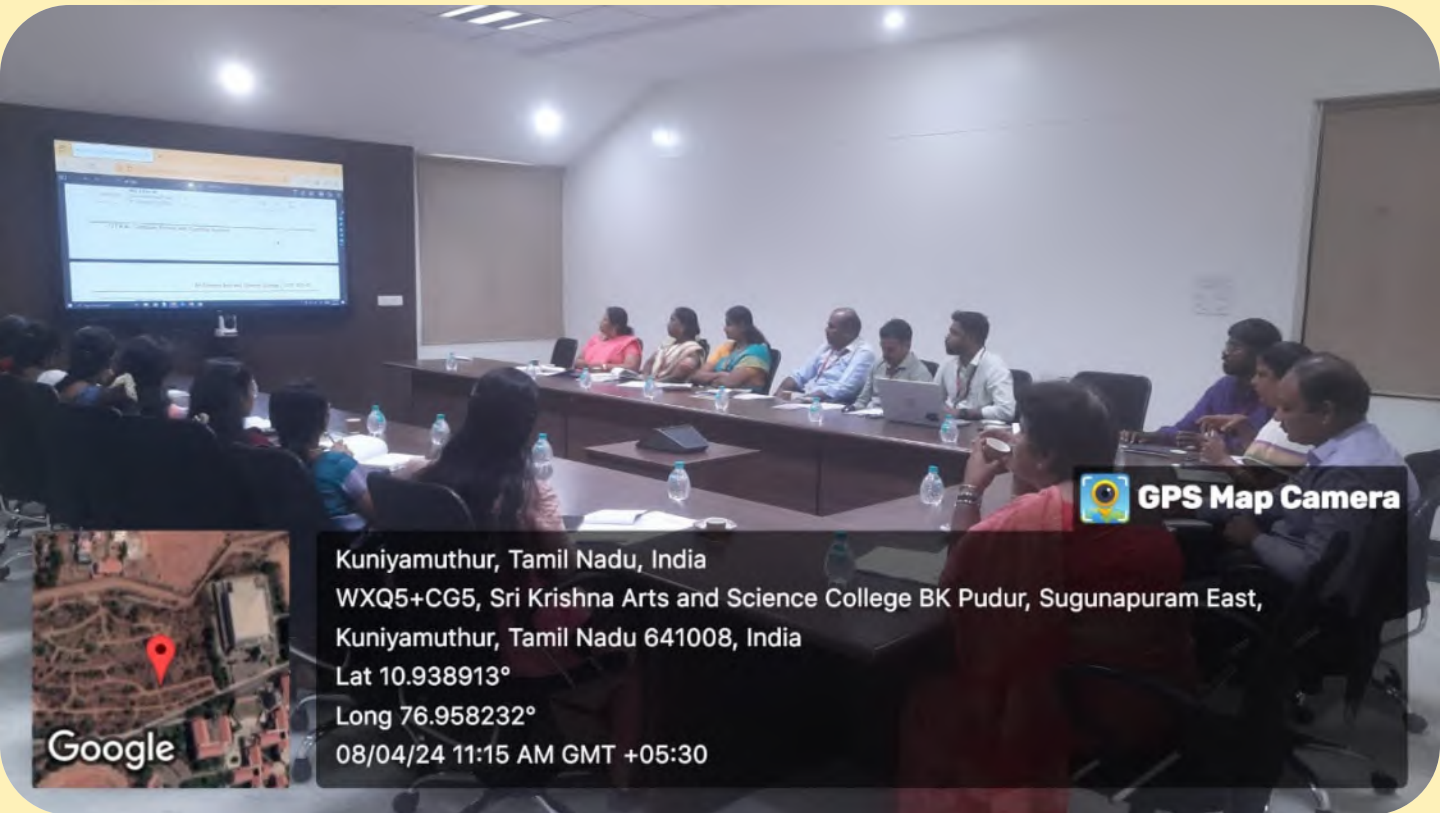 GPS Map Camera
Kuniyamuthur, Tamil Nadu, India
WXQ5+CG5, Sri Krishna Arts and Science College BK Pudur, Sugunapuram East,
Kuniyamuthur, Tamil Nadu 641008, India
Lat 10.938913°
Long 76.958232°
08/04/24 11:15 AM GMT +05:30
Google